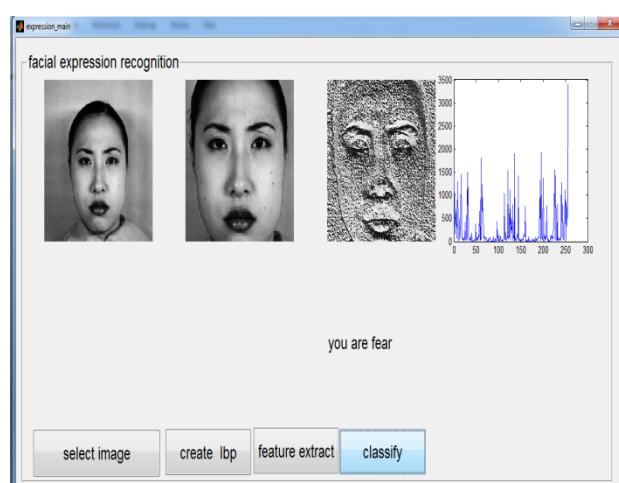 expression_main
facial expression recognition
3500
3000
2500
2000
1500
1000
500
0
0 50 100 150 200 250 300
you are fear
select image
create lbp
feature extract
classify